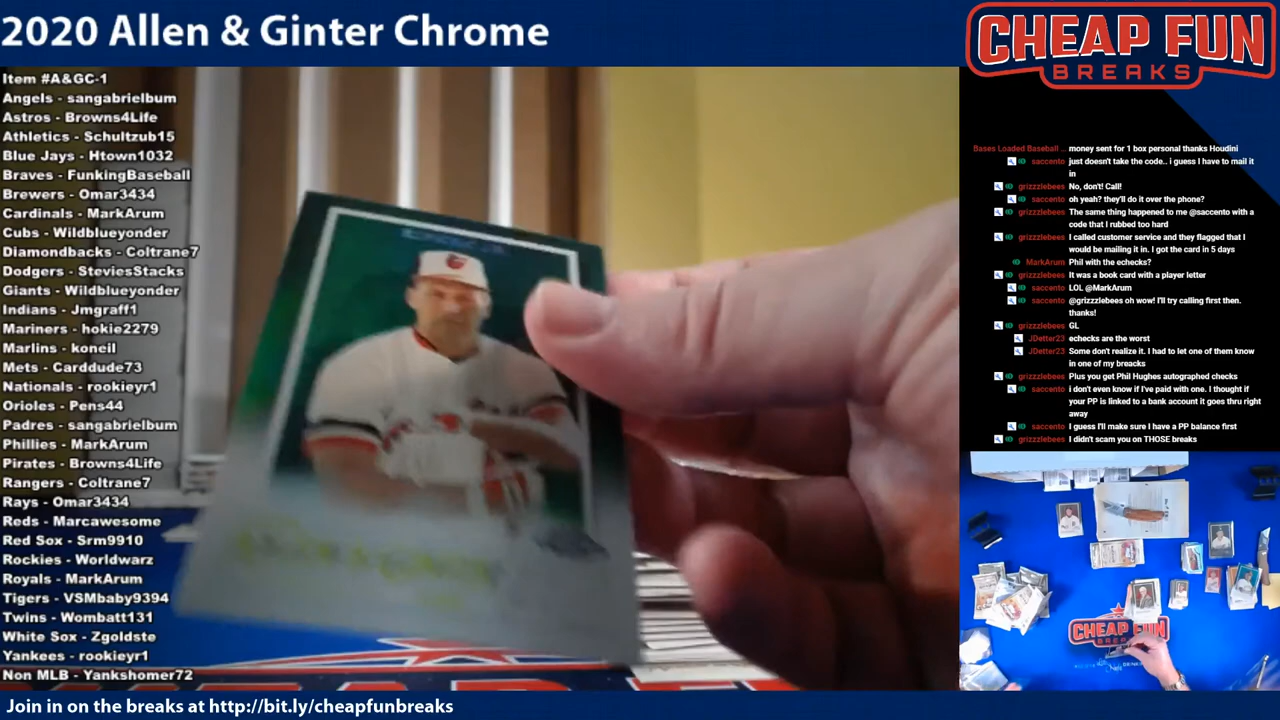 2020 Allen & Ginter Chrome
CHEAP FUN
BREAKS
Item #A&GC-1
Angels - sangabrielbum
Astros - Browns4Life
Athletics - Schultzub15
Blue Jays - Htown1032
Braves - FunkingBaseball
Brewers - Omar3434
Cardinals - MarkArum
Cubs - Wildblueyonder
Diamondbacks - Coltrane7
Dodgers - SteviesStacks
Giants - Wildblueyonder
Indians - Jmgraff1
Mariners - hokie2279
Marlins - koneil
Mets - Carddude73
Nationals - rookieyr1
Orioles - Pens44
Padres - sangabrielbum
Phillies - MarkArum
Pirates - Browns4Life
Rangers - Coltrane7
Rays - Omar3434
Reds - Marcawesome
Red Sox - Srm9910
Rockies - Worldwarz
Royals - MarkArum
Tigers - VSMbaby9394
Twins - Wombatt131
White Sox - Zgoldste
Yankees - rookieyr1
Non MLB - Yankshomer72
Bases Loaded Baseball ... money sent for 1 box personal thanks Houdini
saccento just doesn't take the code.. i guess I have to mail it
in
grizzzlebees No, don't! Call!
saccento oh yeah? they'll do it over the phone?
grizzzlebees The same thing happened to me @saccento with a
code that I rubbed too hard
grizzzlebees I called customer service and they flagged that I
would be mailing it in. I got the card in 5 days
MarkArum Phil with the echecks?
grizzzlebees It was a book card with a player letter
saccento LOL @MarkArum
saccento @grizzzlebees oh wow! I'll try calling first then.
thanks!
grizzzlebees GL
JDetter23 echecks are the worst
JDetter23 Some don't realize it. I had to let one of them know
in one of my breacks
grizzzlebees Plus you get Phil Hughes autographed checks
saccento i don't even know if I've paid with one. I thought if
your PP is linked to a bank account it goes thru right
away
saccento I guess I'll make sure I have a PP balance first
grizzzlebees I didn't scam you on THOSE breaks
CHEAP FUN
Join in on the breaks at http://bit.ly/cheapfunbreaks